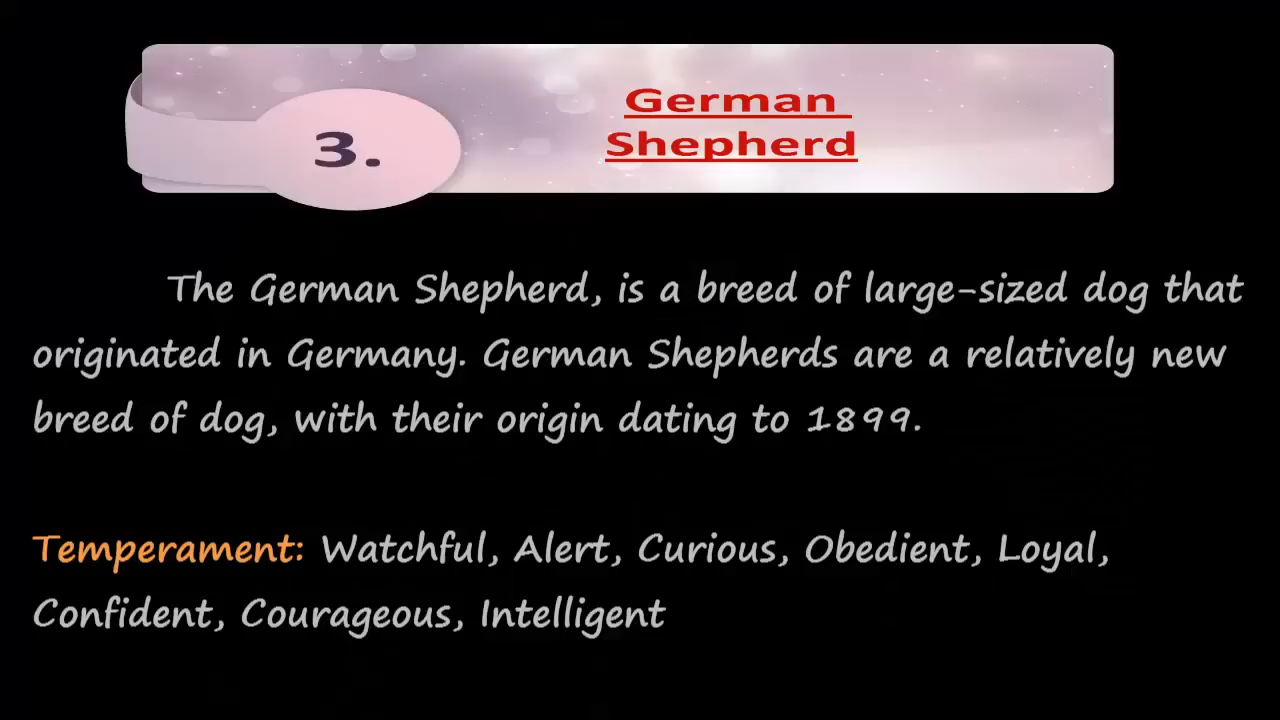 3.
German
Shepherd
The German Shepherd, is a breed of large-sized dog that
originated in Germany. German Shepherds are a relatively new
breed of dog, with their origin dating to 1899.
Temperament: Watchful, Alert, Curious, Obedient, Loyal,
Confident, Courageous, Intelligent